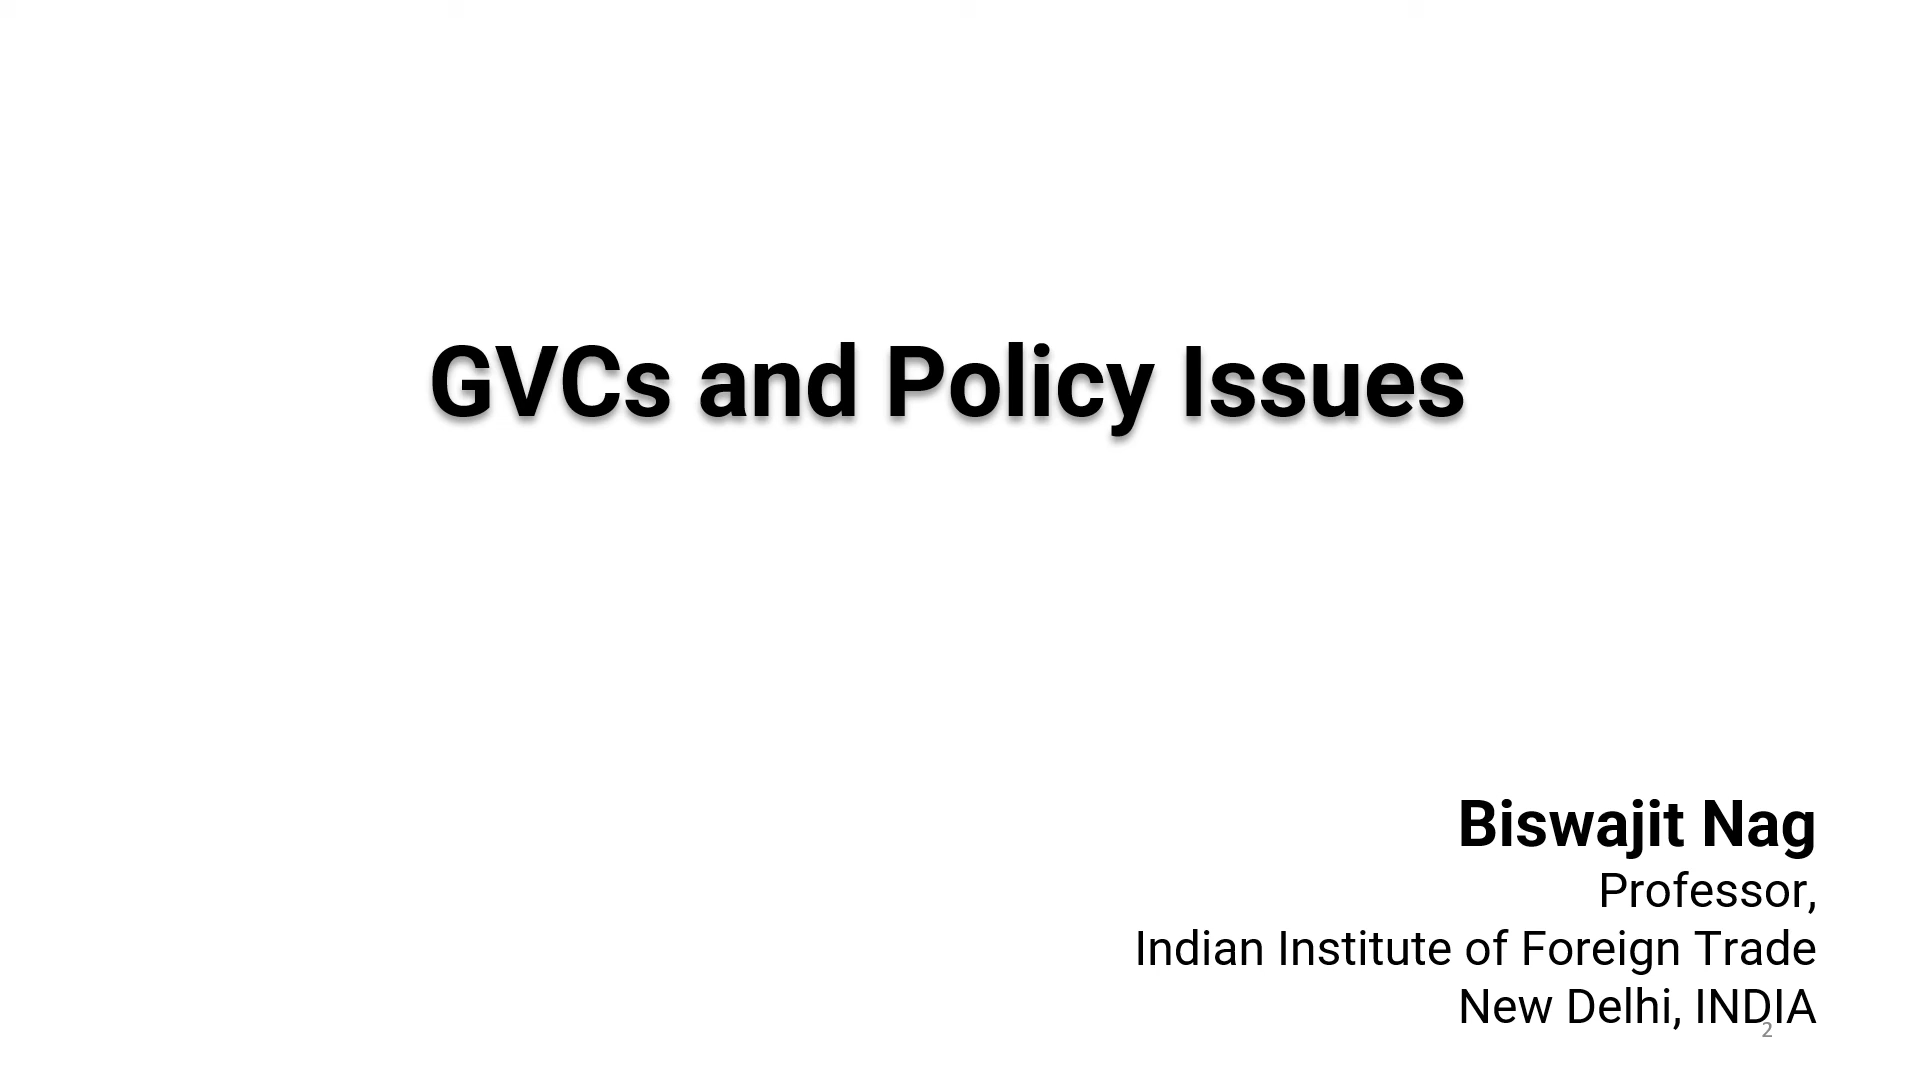 GVCs and Policy Issues
Biswajit Nag
Professor,
Indian Institute of Foreign Trade
New Delhi, INDIA
2